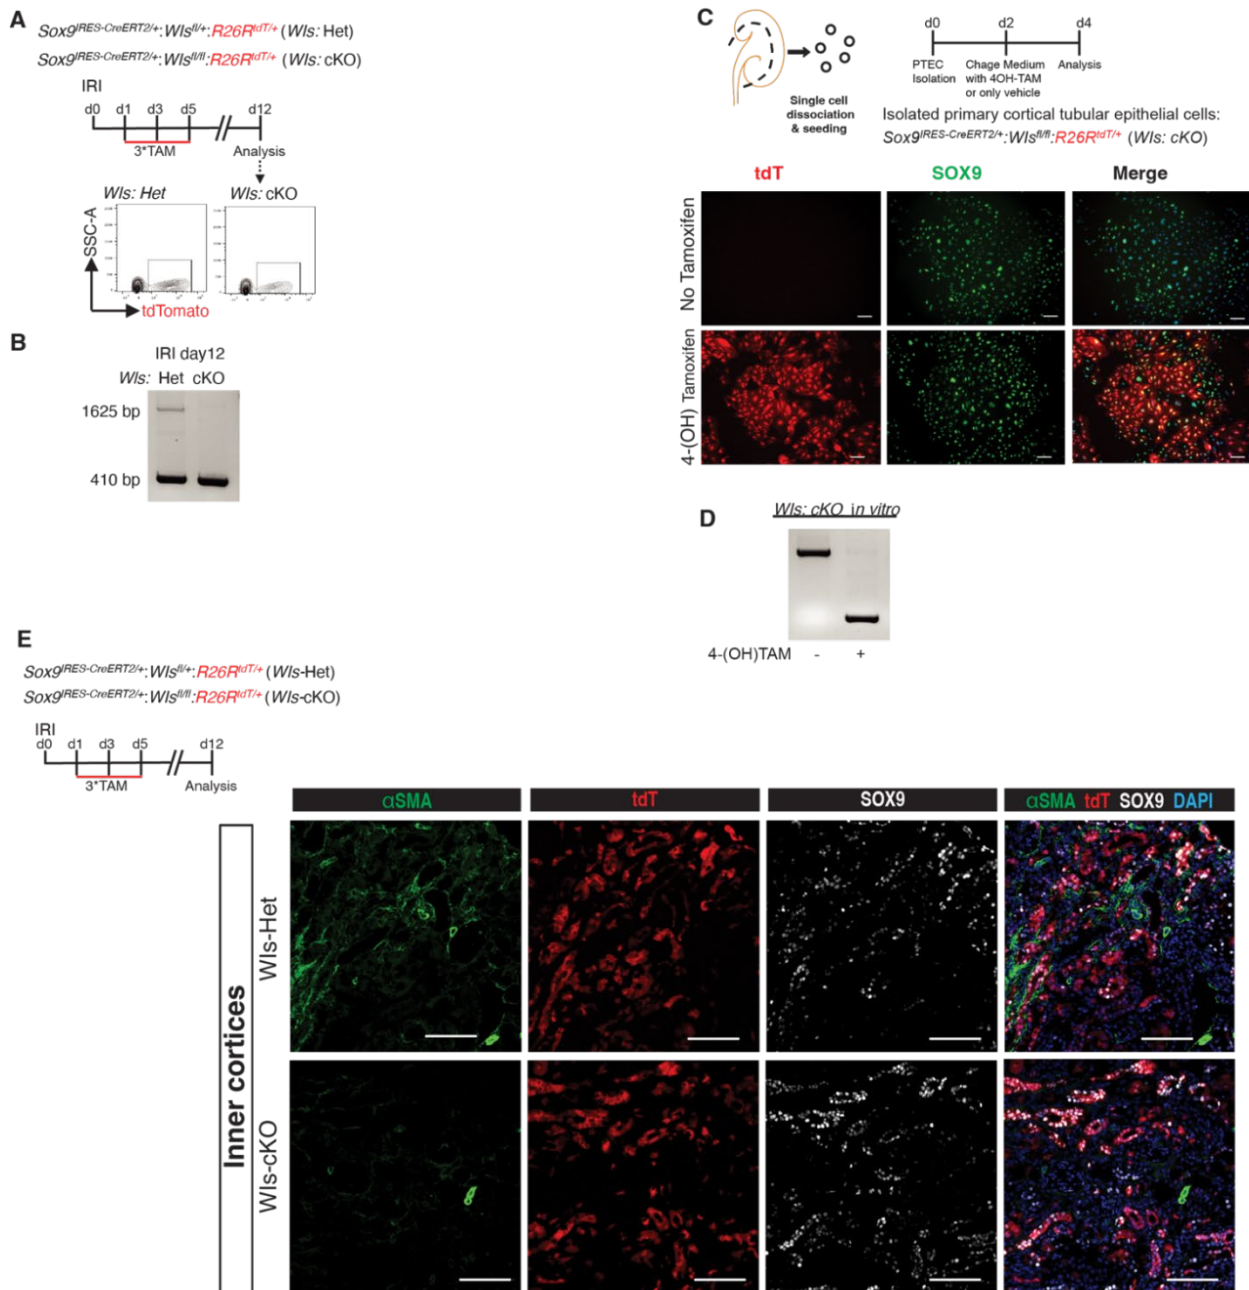 A
Sox9IRES-CreERT2/+:Wlsfl/+:R26RtdT/+ (Wls: Het)
Sox9IRES-CreERT2/+:Wlsfl/fl:R26RtdT/+ (Wls: cKO)
IRI
d0 d1 d3 d5 d12
3*TAM Analysis
Wls: Het Wls: cKO
SSC-A
tdTomato
B
IRI day12
Wls: Het cKO
1625 bp
410 bp
C
Single cell
dissociation
& seeding
d0 d2 d4
PTEC Chage Medium Analysis
Isolation with 4OH-TAM
or only vehicle
Isolated primary cortical tubular epithelial cells:
Sox9IRES-CreERT2/+:Wlsfl/fl:R26RtdT/+ (Wls: cKO)
tdT SOX9 Merge
No Tamoxifen
4-(OH) Tamoxifen
D
Wls: cKO in vitro
4-(OH)TAM - +
E
Sox9IRES-CreERT2/+:Wlsfl/+:R26RtdT/+ (Wls-Het)
Sox9IRES-CreERT2/+:Wlsfl/fl:R26RtdT/+ (Wls-cKO)
IRI
d0 d1 d3 d5 d12
3*TAM Analysis
αSMA tdT SOX9 αSMA tdT SOX9 DAPI
Inner cortices
Wls-Het
Wls-cKO